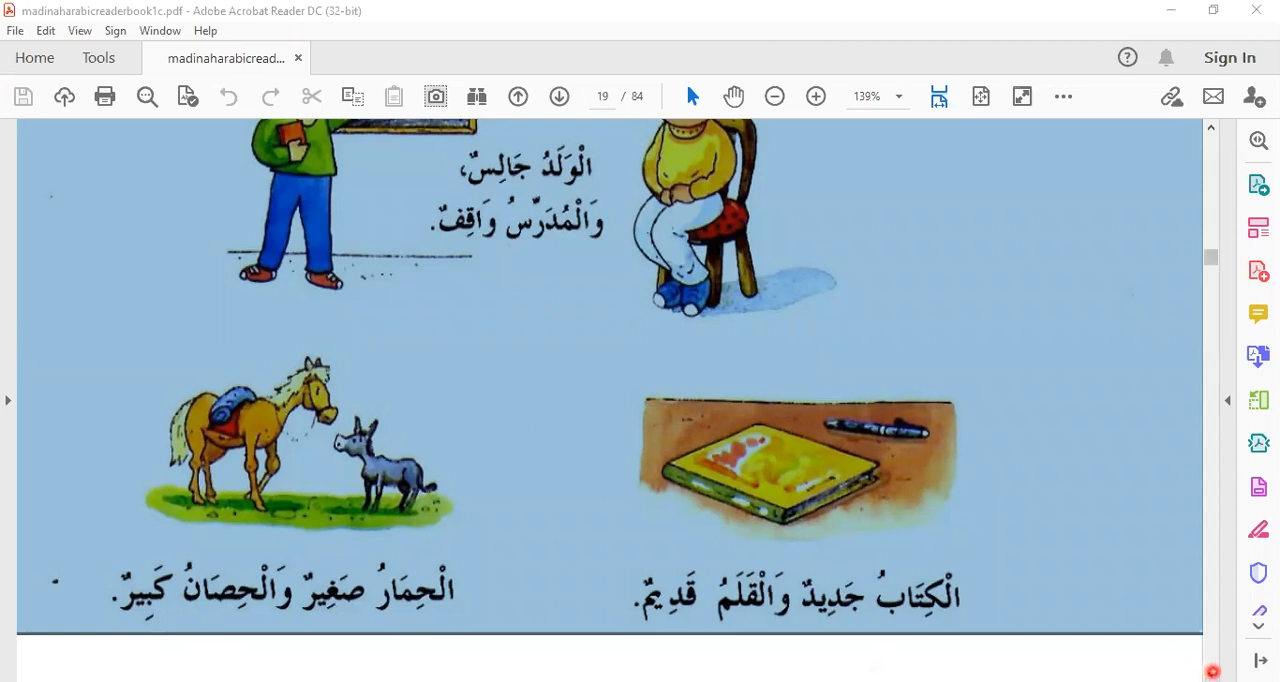 madinaharabicreaderbook1c.pdf - Adobe Acrobat Reader DC (32-bit)
File Edit View Sign Window Help
Home Tools madinaharabicread... × Sign In
19 / 84 139%
الْوَلَدُ جَالِسٌ،
وَالْمُدَرِّسُ وَاقِفٌ.
الْكِتَابُ جَدِيدٌ وَالْقَلَمُ قَدِيمٌ.
الْحِمَارُ صَغِيرٌ وَالْحِصَانُ كَبِيرٌ.